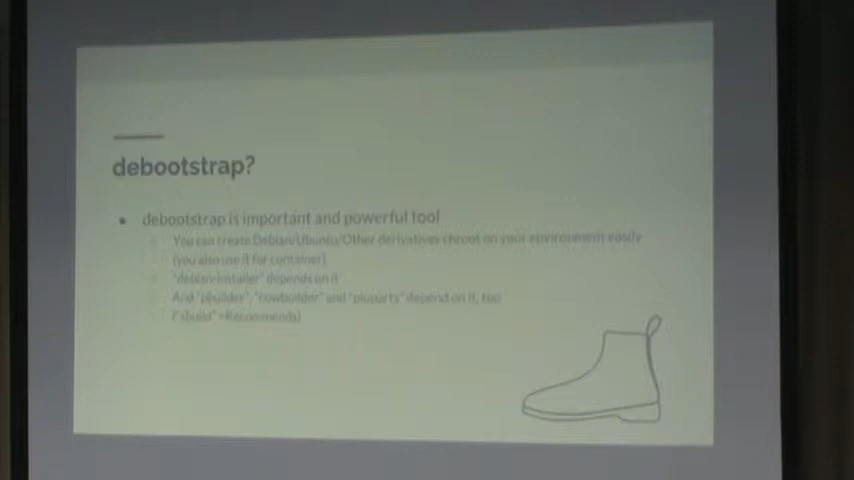 debootstrap?
● debootstrap is important and powerful tool
○ You can create Debian/Ubuntu/Other derivatives chroot on your environment easily
(you also use it for container)
○ "debian-installer" depends on it
○ And "pbuilder", "cowbuilder" and "piuparts" depend on it, too
("sbuild" =Recommends)